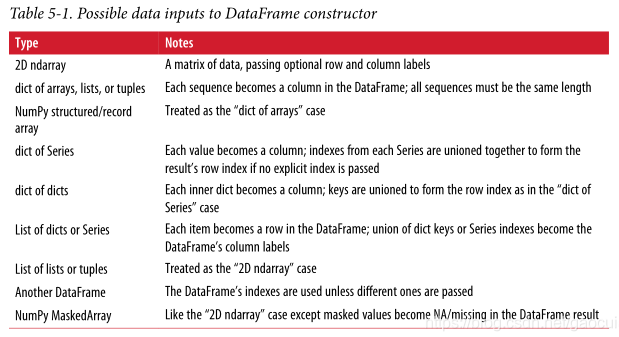 Table 5-1. Possible data inputs to DataFrame constructor
Type Notes
2D ndarray A matrix of data, passing optional row and column labels
dict of arrays, lists, or tuples Each sequence becomes a column in the DataFrame; all sequences must be the same length
NumPy structured/record Treated as the “dict of arrays” case
array
dict of Series Each value becomes a column; indexes from each Series are unioned together to form the
result’s row index if no explicit index is passed
dict of dicts Each inner dict becomes a column; keys are unioned to form the row index as in the “dict of
Series” case
List of dicts or Series Each item becomes a row in the DataFrame; union of dict keys or Series indexes become the
DataFrame’s column labels
List of lists or tuples Treated as the “2D ndarray” case
Another DataFrame The DataFrame’s indexes are used unless different ones are passed
NumPy MaskedArray Like the “2D ndarray” case except masked values become NA/missing in the DataFrame result